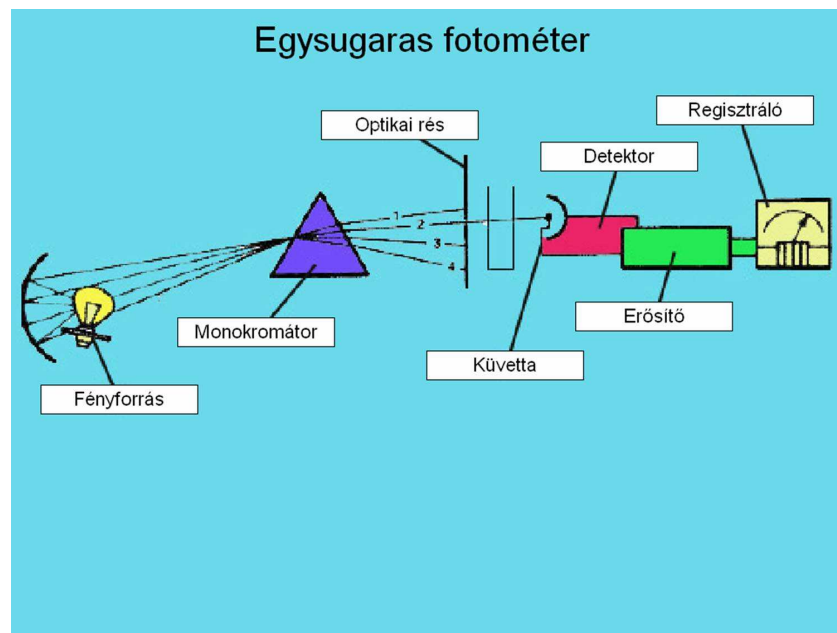 Egysugaras fotométer
Regisztráló
Optikai rés
Detektor
1
2
3
4
Monokromátor
Erősítő
Küvetta
Fényforrás